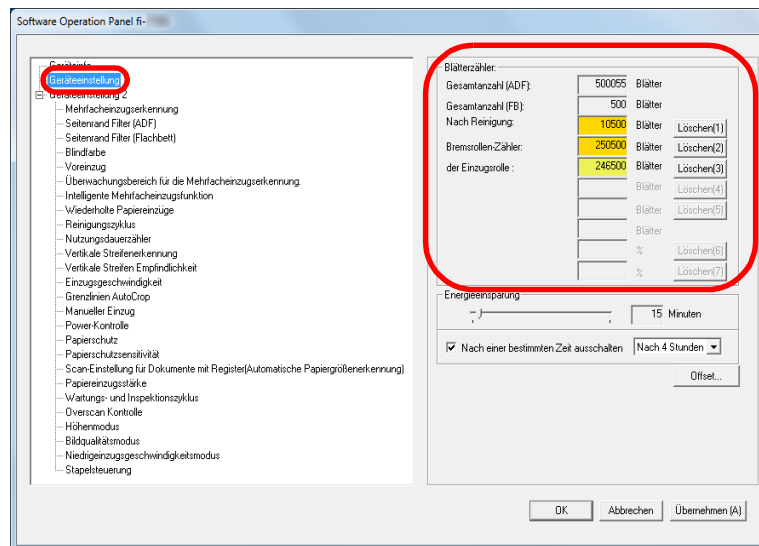 Software Operation Panel fi-
Geräteinfo
Geräteeinstellung
Geräteeinstellung 2
Mehrfacheinzugserkennung
Seitenrand Filter (ADF)
Seitenrand Filter (Flachbett)
Blindfarbe
Voreinzug
Überwachungsbereich für die Mehrfacheinzugserkennung.
Intelligente Mehrfacheinzugsfunktion
Wiederholte Papiereinzüge
Reinigungszyklus
Nutzungsdauerzähler
Vertikale Streifenerkennung
Vertikale Streifen Empfindlichkeit
Einzugsgeschwindigkeit
Grenzlinien AutoCrop
Manueller Einzug
Power-Kontrolle
Papierschutz
Papierschutzsensitivität
Scan-Einstellung für Dokumente mit Register(Automatische Papiergrößenerkennung)
Papiereinzugsstärke
Wartungs- und Inspektionszyklus
Overscan Kontrolle
Höhenmodus
Bildqualitätsmodus
Niedrigeinzugsgeschwindigkeitsmodus
Stapelsteuerung
Blätterzähler:
Gesamtanzahl (ADF): 500055 Blätter
Gesamtanzahl (FB): 500 Blätter
Nach Reinigung: 10500 Blätter Löschen(1)
Bremsrollen-Zähler: 250500 Blätter Löschen(2)
der Einzugsrolle : 246500 Blätter Löschen(3)
Blätter Löschen(4)
Blätter Löschen(5)
Blätter
% Löschen(6)
% Löschen(7)
Energieeinsparung
15 Minuten
Nach einer bestimmten Zeit ausschalten Nach 4 Stunden
Offset...
OK Abbrechen Übernehmen (A)